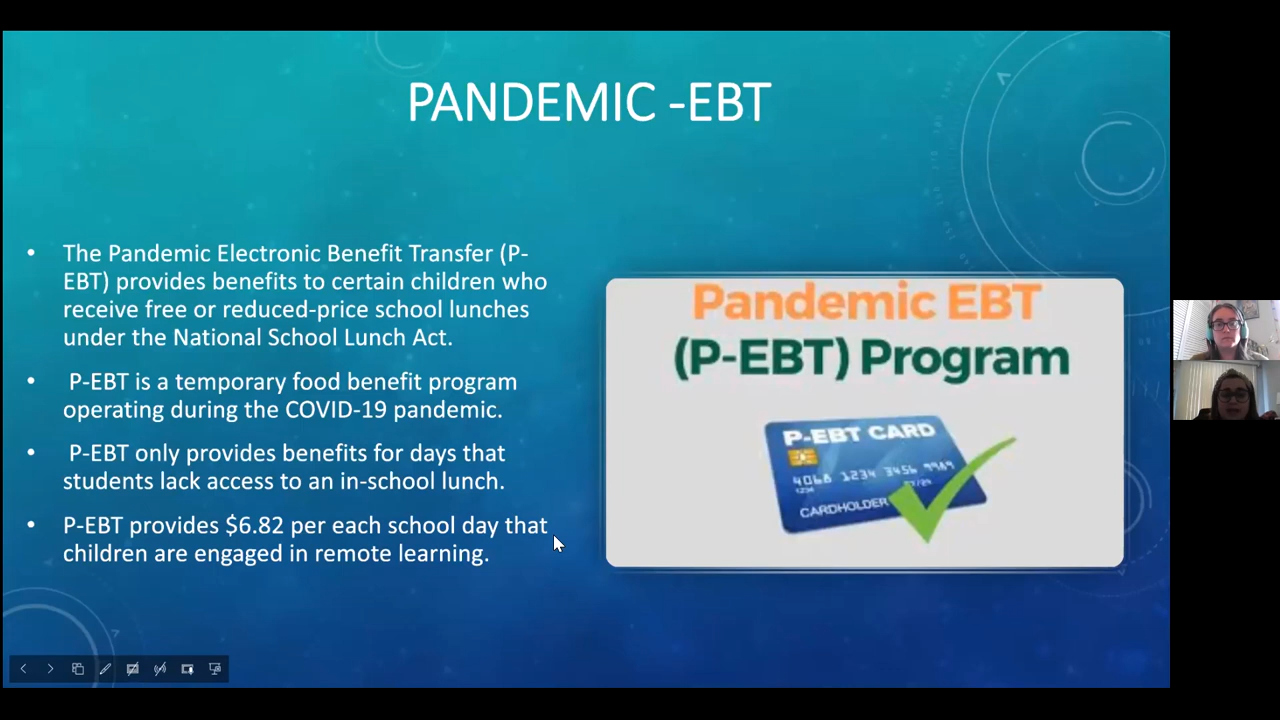 PANDEMIC -EBT
• The Pandemic Electronic Benefit Transfer (P-
EBT) provides benefits to certain children who
receive free or reduced-price school lunches
under the National School Lunch Act.
• P-EBT is a temporary food benefit program
operating during the COVID-19 pandemic.
• P-EBT only provides benefits for days that
students lack access to an in-school lunch.
• P-EBT provides $6.82 per each school day that
children are engaged in remote learning.
Pandemic EBT
(P-EBT) Program
P-EBT CARD
4068 1234 3456 9989
1234
CARDHOLDER